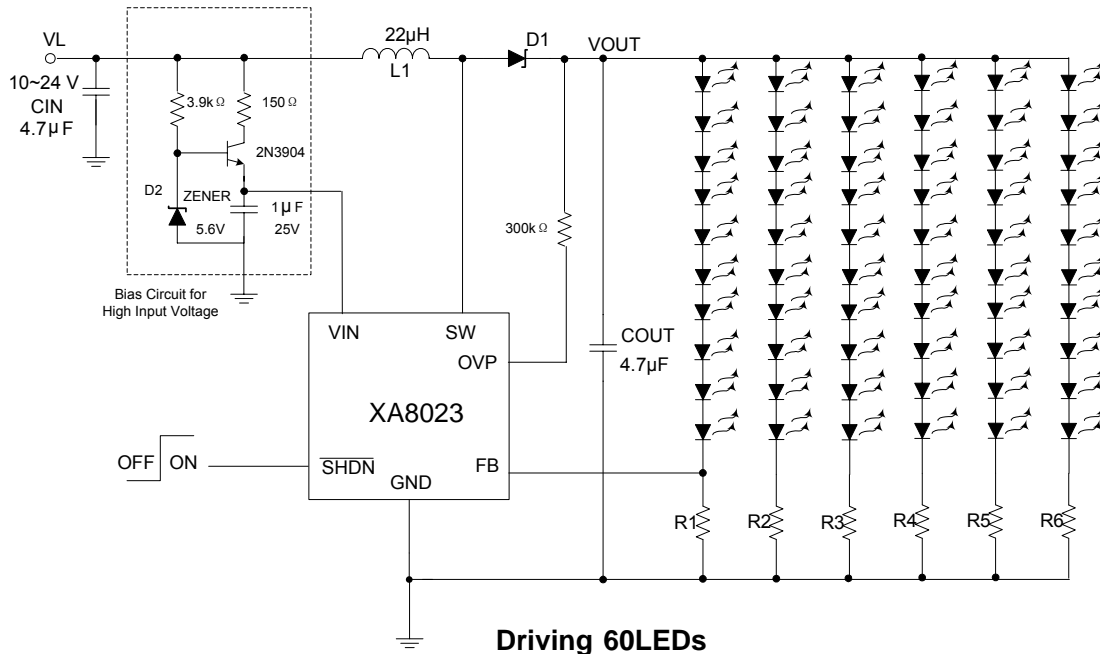 VL
10~24 V
CIN
4.7μF
3.9kΩ
150Ω
2N3904
D2
ZENER
5.6V
1μF
25V
Bias Circuit for
High Input Voltage
22μH
L1
D1
VOUT
300kΩ
COUT
4.7μF
VIN
SW
OVP
XA8023
SHDN
FB
GND
OFF
ON
R1
R2
R3
R4
R5
R6
Driving 60LEDs